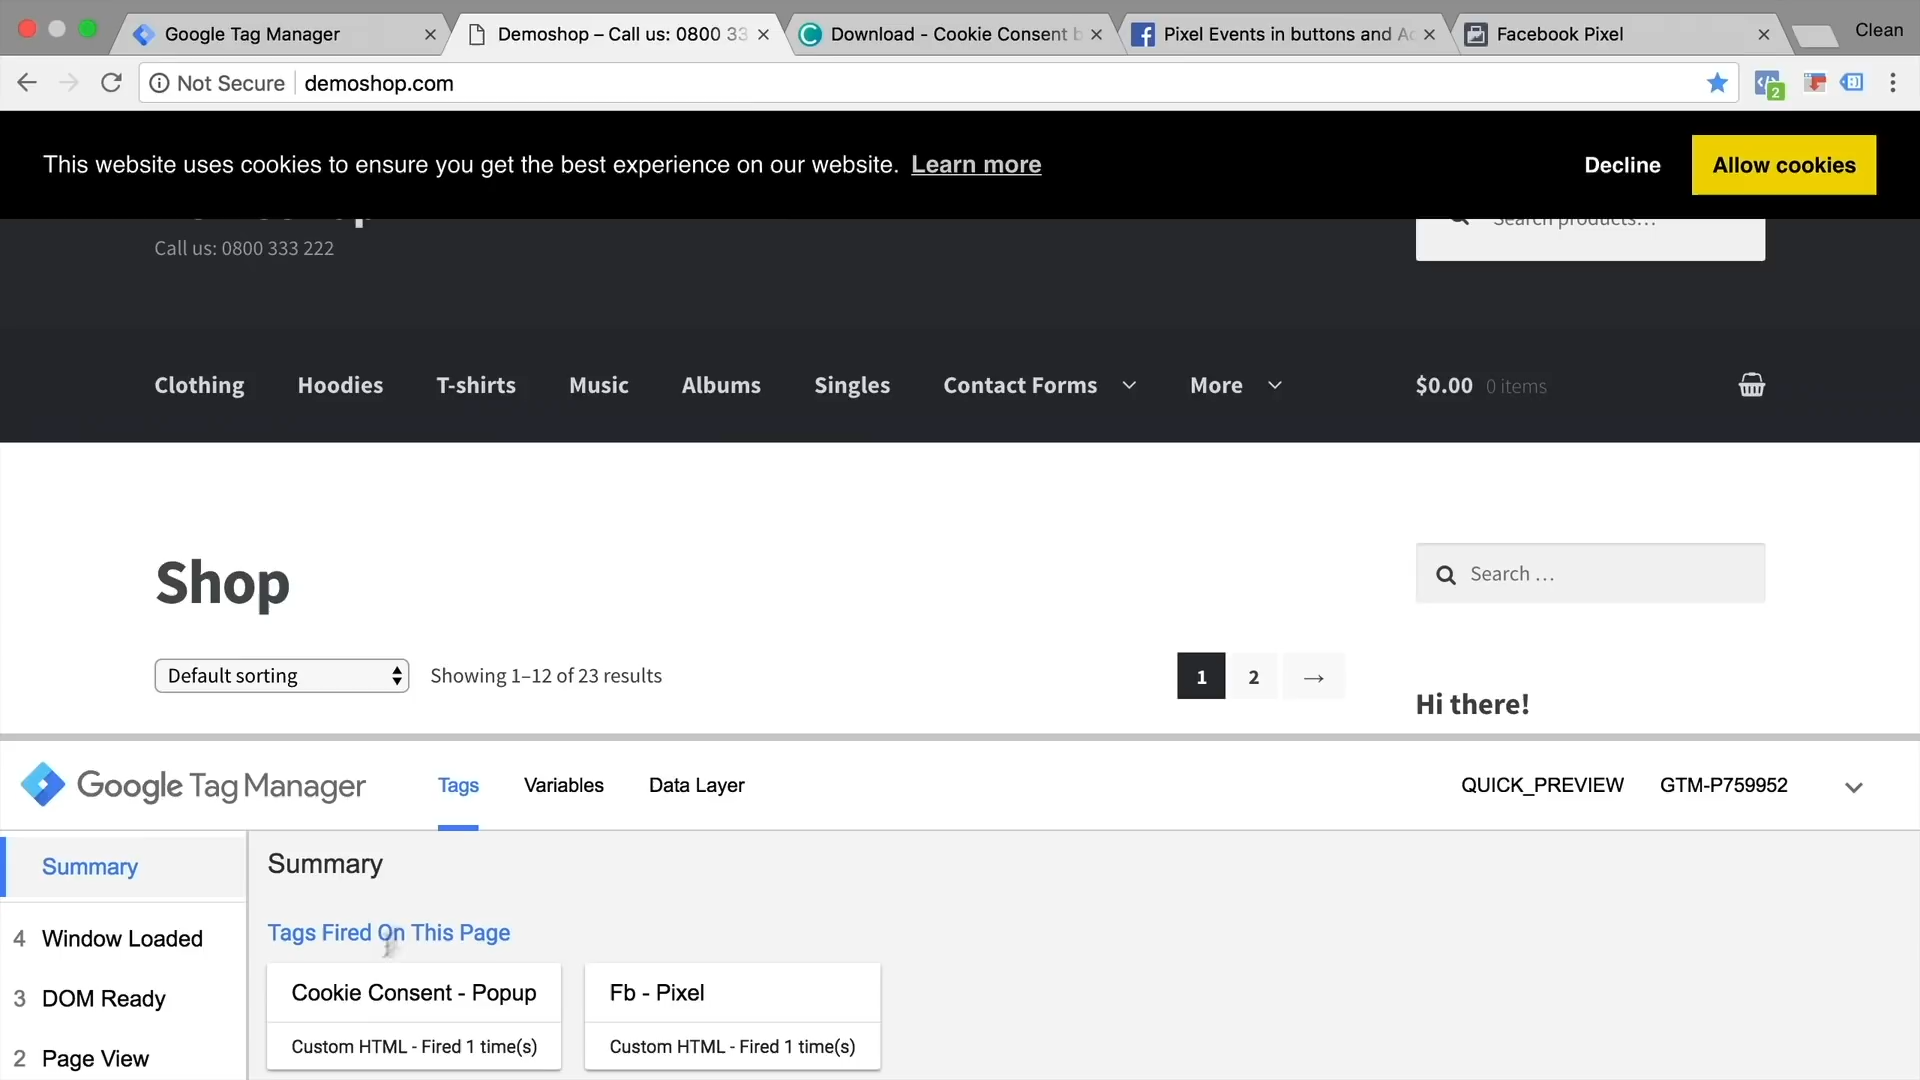 Google Tag Manager
Demoshop – Call us: 0800 33
Download - Cookie Consent b
Pixel Events in buttons and Ac
Facebook Pixel
Clean
Not Secure
demoshop.com
2
This website uses cookies to ensure you get the best experience on our website. Learn more
Decline
Allow cookies
Search products…
Call us: 0800 333 222
Clothing
Hoodies
T-shirts
Music
Albums
Singles
Contact Forms
More
$0.00 0 items
Shop
Search …
Default sorting
Showing 1–12 of 23 results
1
2
→
Hi there!
Google Tag Manager
Tags
Variables
Data Layer
QUICK_PREVIEW
GTM-P759952
Summary
4 Window Loaded
3 DOM Ready
2 Page View
Summary
Tags Fired On This Page
Cookie Consent - Popup
Custom HTML - Fired 1 time(s)
Fb - Pixel
Custom HTML - Fired 1 time(s)